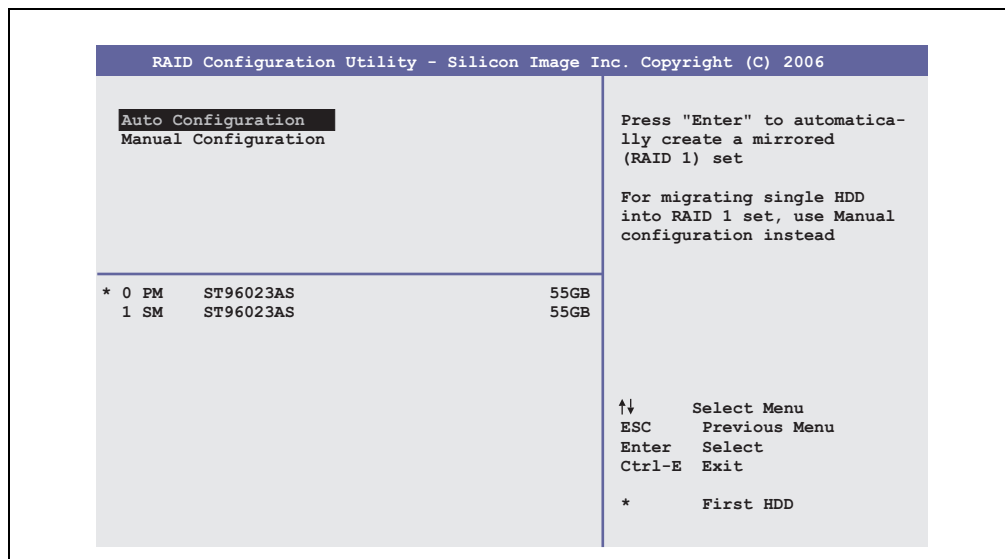 RAID Configuration Utility - Silicon Image Inc. Copyright (C) 2006
Auto Configuration
Manual Configuration
Press "Enter" to automatica-
lly create a mirrored
(RAID 1) set
For migrating single HDD
into RAID 1 set, use Manual
configuration instead
* 0 PM ST96023AS 55GB
1 SM ST96023AS 55GB
↑↓ Select Menu
ESC Previous Menu
Enter Select
Ctrl-E Exit
* First HDD